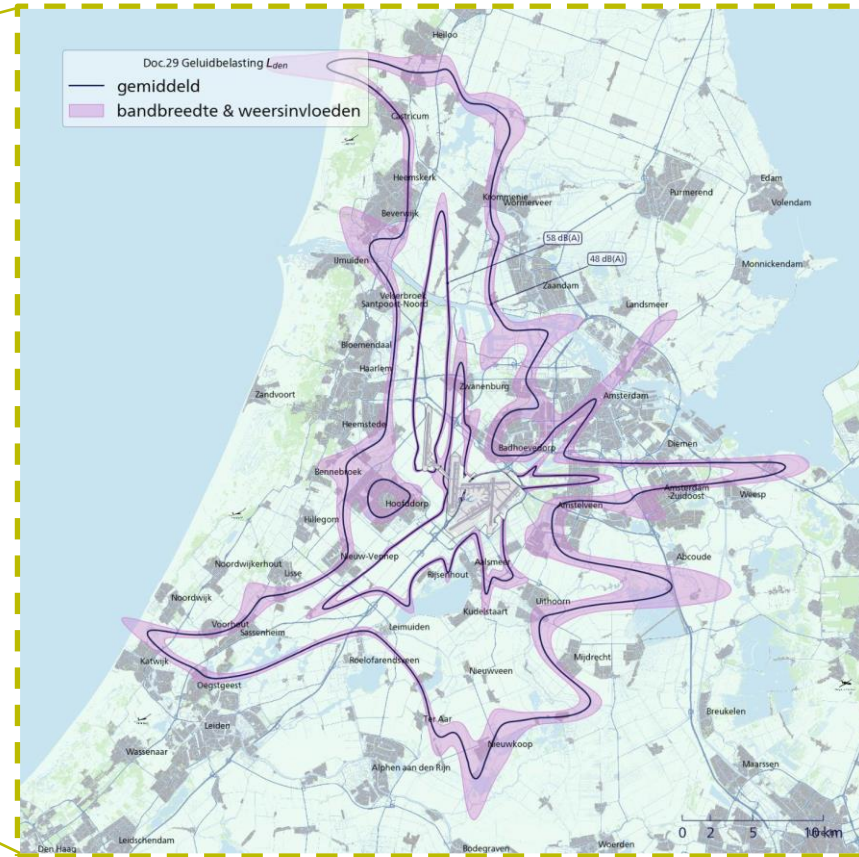 Heiloo
Doc.29 Geluidbelasting Lden
gemiddeld
bandbreedte & weersinvloeden
Castricum
Heemskerk
Beverwijk
Krommenie
Wormerveer
Purmerend
Edam
Volendam
58 dB(A)
48 dB(A)
IJmuiden
Monnickendam
Zaandam
Velserbroek
Santpoort-Noord
Landsmeer
Bloemendaal
Haarlem
Zwanenburg
Zandvoort
Amsterdam
Heemstede
Badhoevedorp
Diemen
Bennebroek
Amsterdam
-Zuidoost
Weesp
Hoofddorp
Amstelveen
Hillegom
Nieuw-Vennep
Aalsmeer
Abcoude
Noordwijkerhout
Lisse
Rijsenhout
Noordwijk
Uithoorn
Kudelstaart
Voorhout
Sassenheim
Leimuiden
Katwijk
Roelofarendsveen
Mijdrecht
Nieuwveen
Oegstgeest
Leiden
Ter Aar
Breukelen
Wassenaar
Nieuwkoop
Alphen aan den Rijn
Maarssen
0 2 5 10 km
Den Haag
Leidschendam
Bodegraven
Woerden